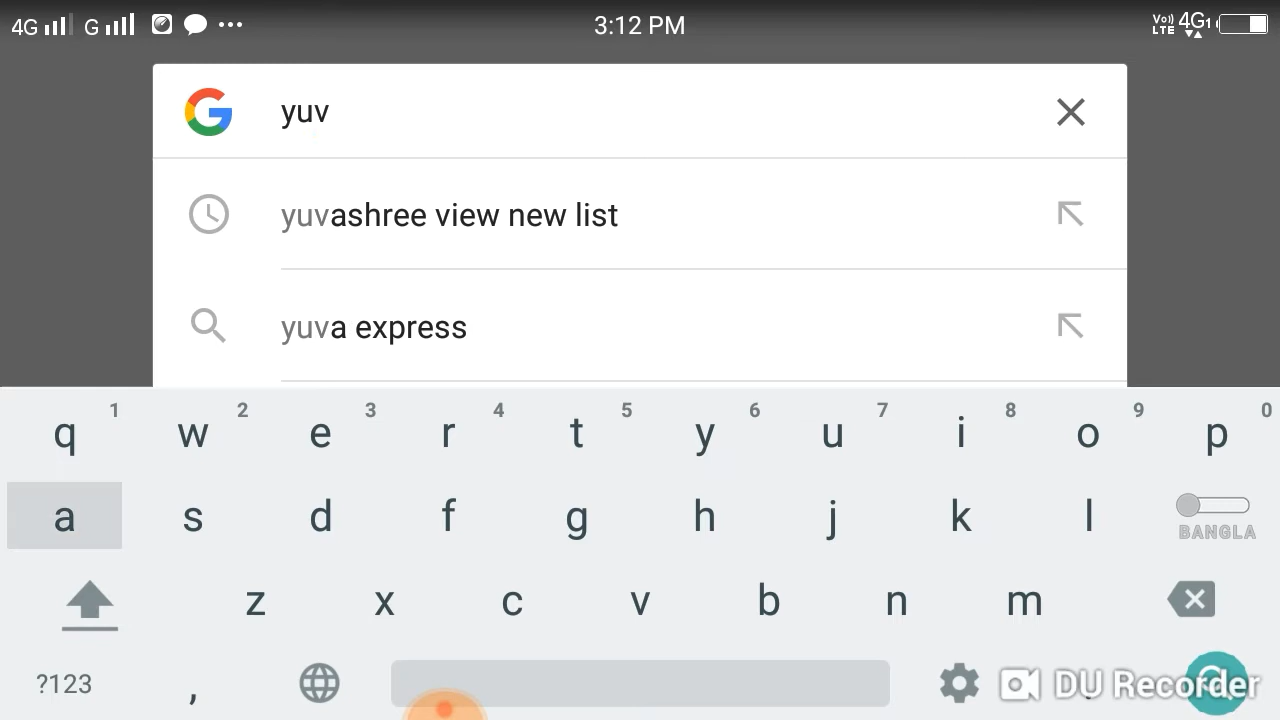 4G G 3:12 PM Vo)) LTE 4G1
yuv
yuvashree view new list
yuva express
1 2 3 4 5 6 7 8 9 0
q w e r t y u i o p
a s d f g h j k l
BANGLA
z x c v b n m
?123 , DU Recorder